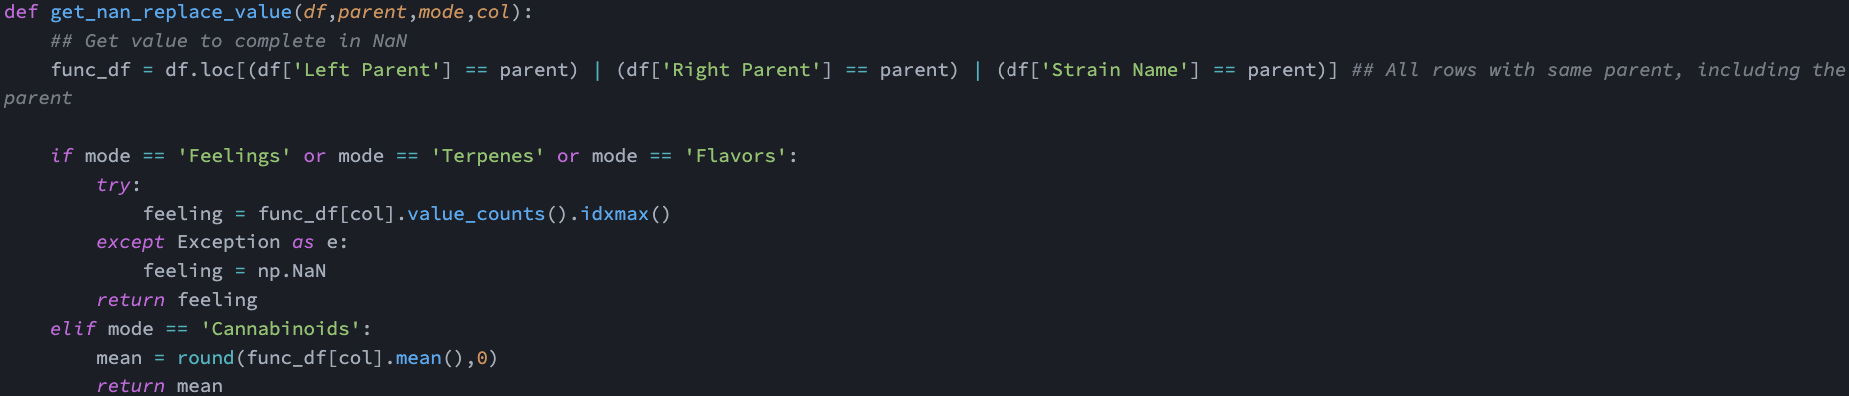 def get_nan_replace_value(df,parent,mode,col):
    ## Get value to complete in NaN
    func_df = df.loc[(df['Left Parent'] == parent) | (df['Right Parent'] == parent) | (df['Strain Name'] == parent)] ## All rows with same parent, including the
parent

    if mode == 'Feelings' or mode == 'Terpenes' or mode == 'Flavors':
        try:
            feeling = func_df[col].value_counts().idxmax()
        except Exception as e:
            feeling = np.NaN
        return feeling
    elif mode == 'Cannabinoids':
        mean = round(func_df[col].mean(),0)
        return mean